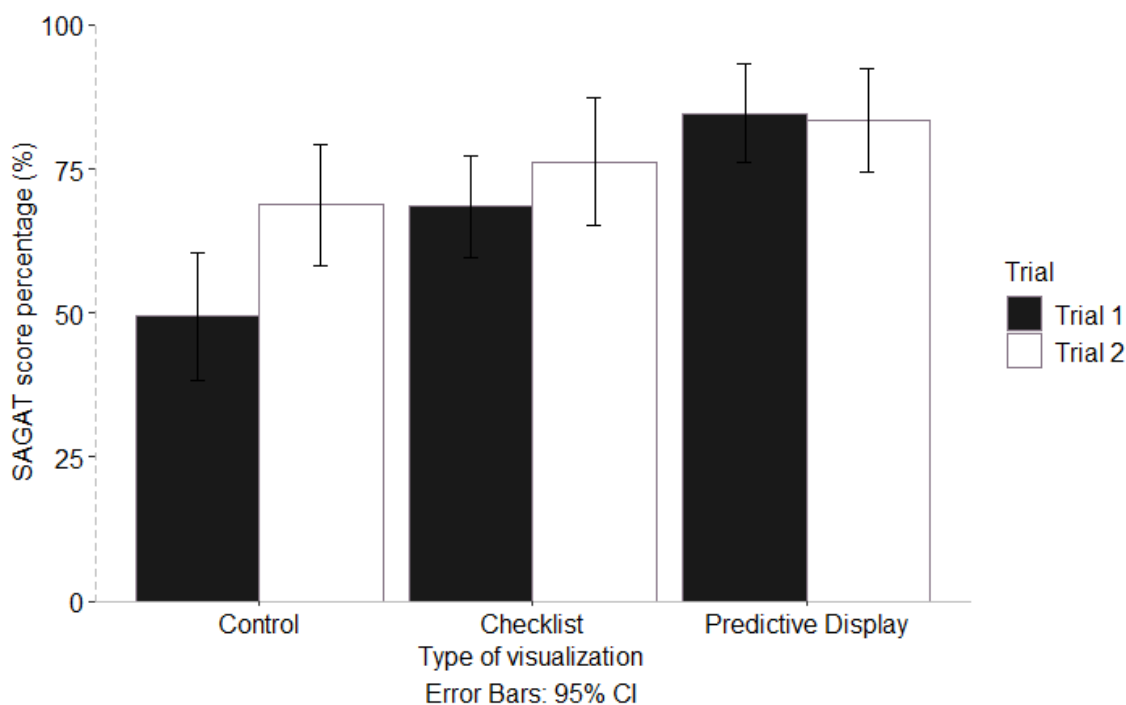 SAGAT score percentage (%)
100
75
50
25
0
Control
Checklist
Predictive Display
Type of visualization
Error Bars: 95% CI
Trial
Trial 1
Trial 2